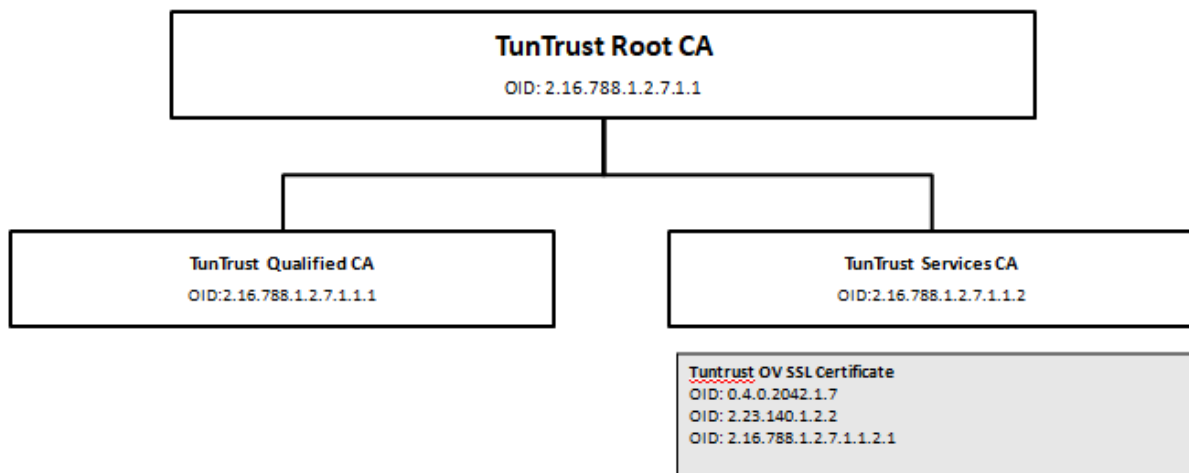 TunTrust Root CA
OID: 2.16.788.1.2.7.1.1
TunTrust Qualified CA
OID:2.16.788.1.2.7.1.1.1
TunTrust Services CA
OID:2.16.788.1.2.7.1.1.2
Tuntrust OV SSL Certificate
OID: 0.4.0.2042.1.7
OID: 2.23.140.1.2.2
OID: 2.16.788.1.2.7.1.1.2.1